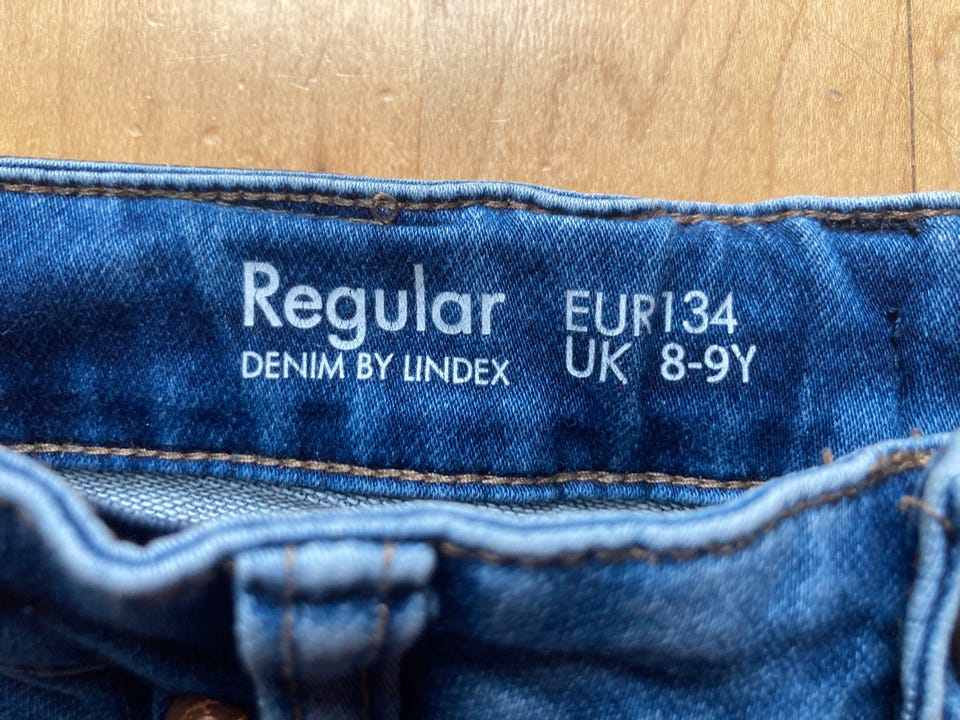 Regular
DENIM BY LINDEX
EUR134
UK 8-9Y